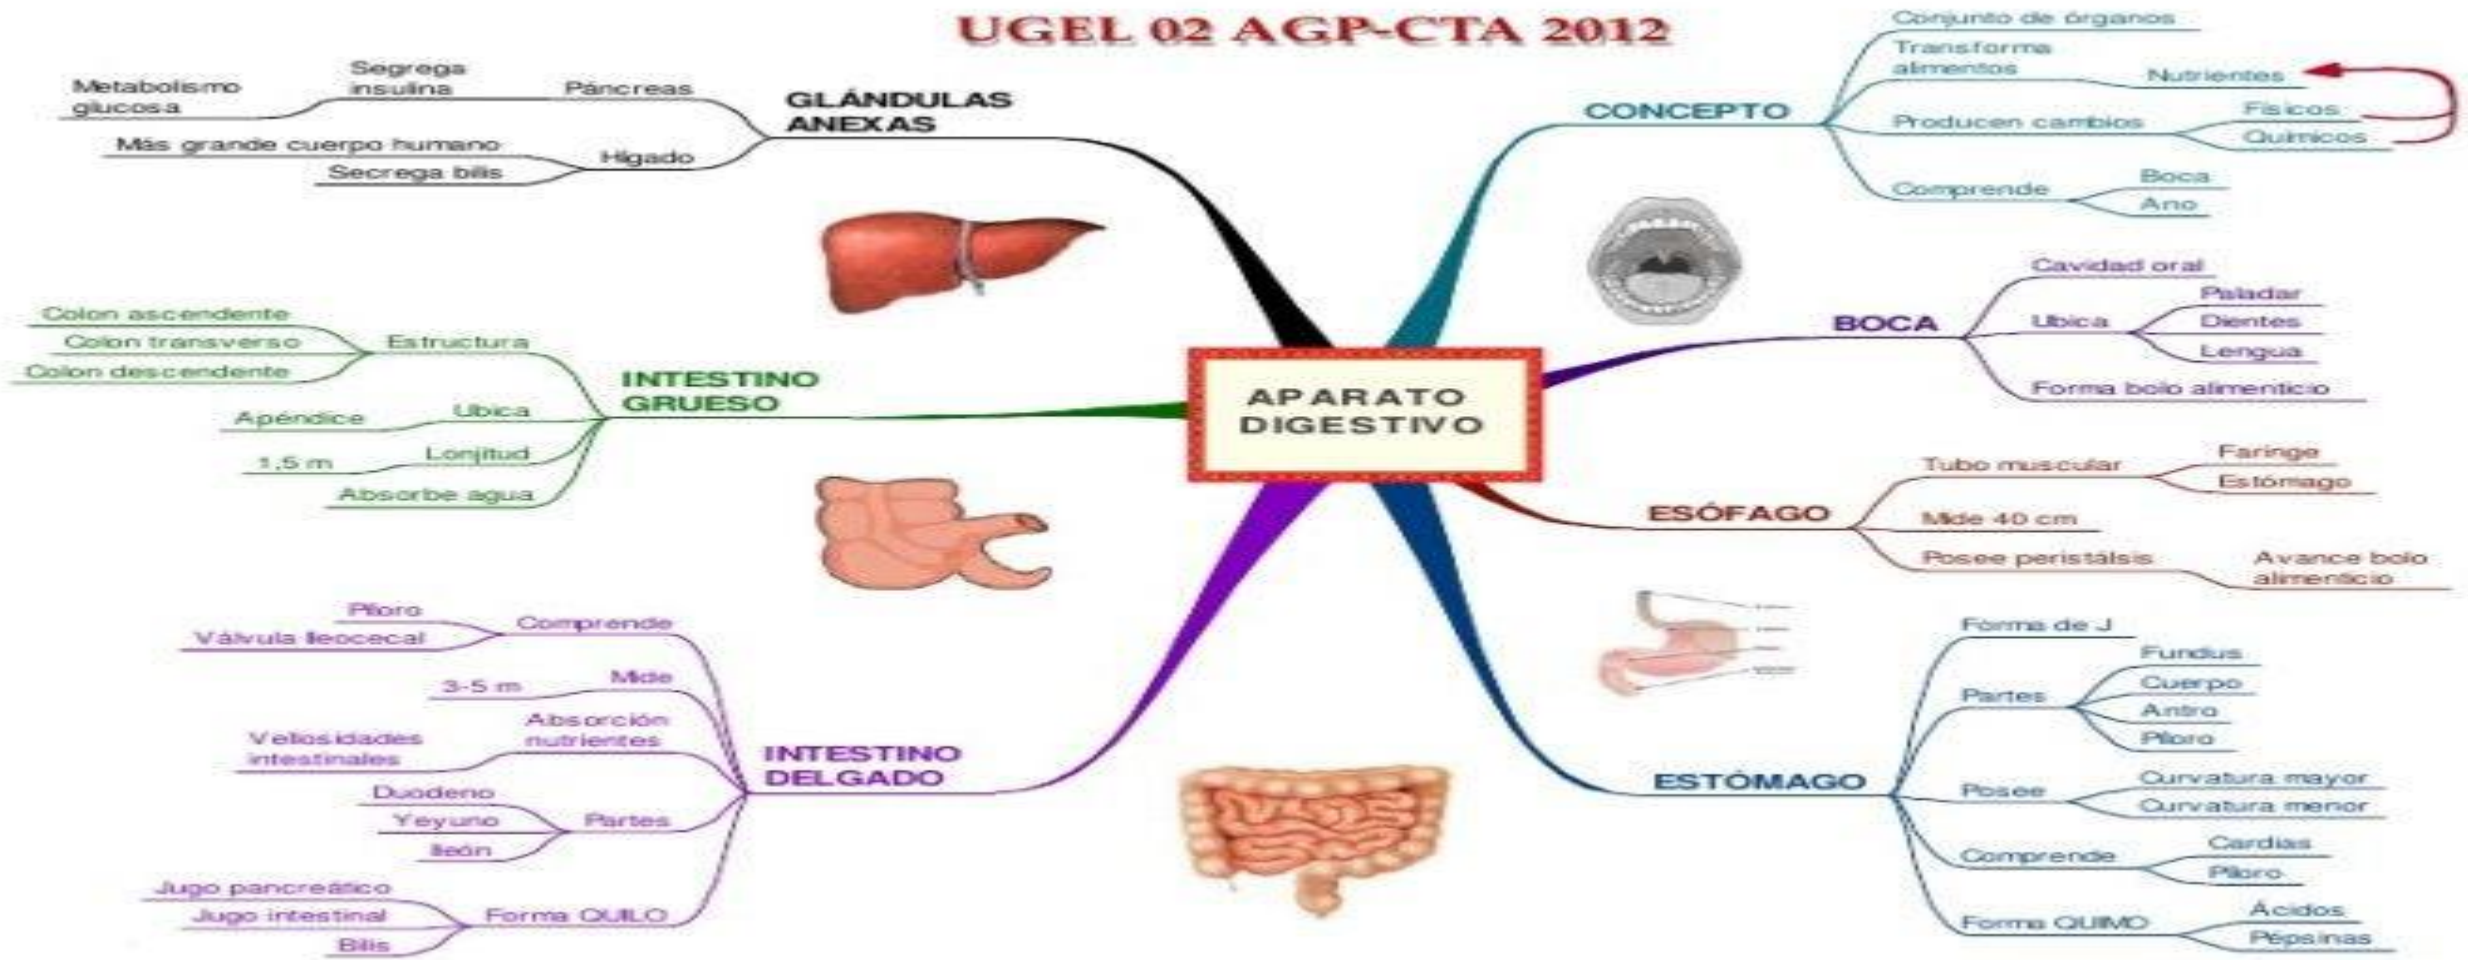 UGEL 02 AGP-CTA 2012
APARATO
DIGESTIVO
CONCEPTO
Conjunto de órganos
Transforma
alimentos
Nutrientes
Producen cambios
Físicos
Químicos
Comprende
Boca
Ano
BOCA
Cavidad oral
Ubica
Paladar
Dientes
Lengua
Forma bolo alimenticio
ESÓFAGO
Tubo muscular
Faringe
Estómago
Mide 40 cm
Posee peristálsis
Avance bolo
alimenticio
ESTÓMAGO
Forma de J
Partes
Fundus
Cuerpo
Antro
Píloro
Posee
Curvatura mayor
Curvatura menor
Comprende
Cardias
Píloro
Forma QUIMO
Ácidos
Pépsinas
GLÁNDULAS
ANEXAS
Páncreas
Segrega
insulina
Metabolismo
glucosa
Hígado
Más grande cuerpo humano
Secrega bilis
INTESTINO
GRUESO
Estructura
Colon ascendente
Colon transverso
Colon descendente
Ubica
Apéndice
Lonjitud
1,5 m
Absorbe agua
INTESTINO
DELGADO
Comprende
Píloro
Válvula Ileocecal
Mide
3-5 m
Absorción
nutrientes
Vellosidades
intestinales
Partes
Duodeno
Yeyuno
Ileón
Forma QUILO
Jugo pancreático
Jugo intestinal
Bilis